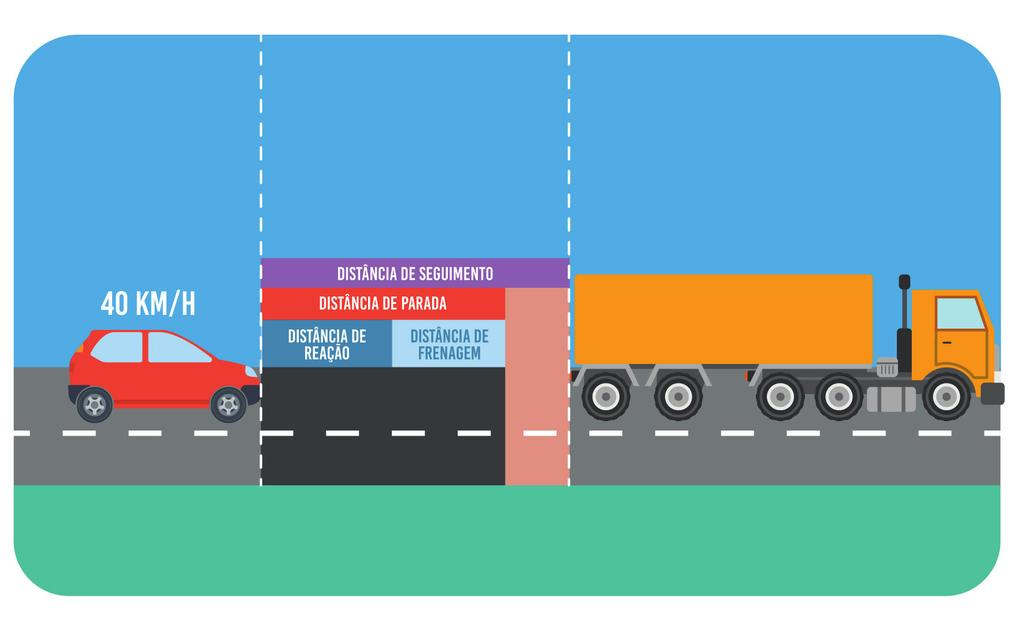 DISTÂNCIA DE SEGUIMENTO
40 KM/H
DISTÂNCIA DE PARADA
DISTÂNCIA DE
REAÇÃO
DISTÂNCIA DE
FRENAGEM